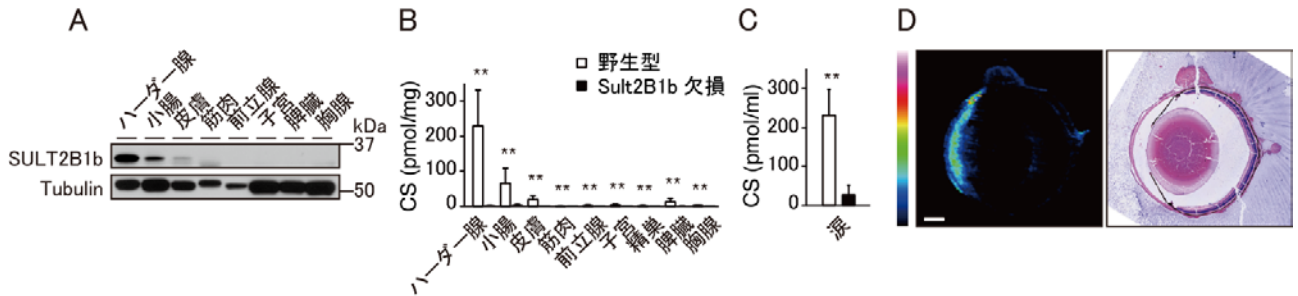 A
ハーダー腺
小腸
皮膚
筋肉
前立腺
子宮
脾臓
胸腺
kDa
37
SULT2B1b
Tubulin
50
B
CS (pmol/mg)
300
200
100
0
**
**
**
**
**
**
**
**
**
野生型
Sult2B1b 欠損
ハーダー腺
小腸
皮膚
筋肉
前立腺
子宮
精巣
脾臓
胸腺
C
CS (pmol/ml)
300
200
100
0
**
涙
D